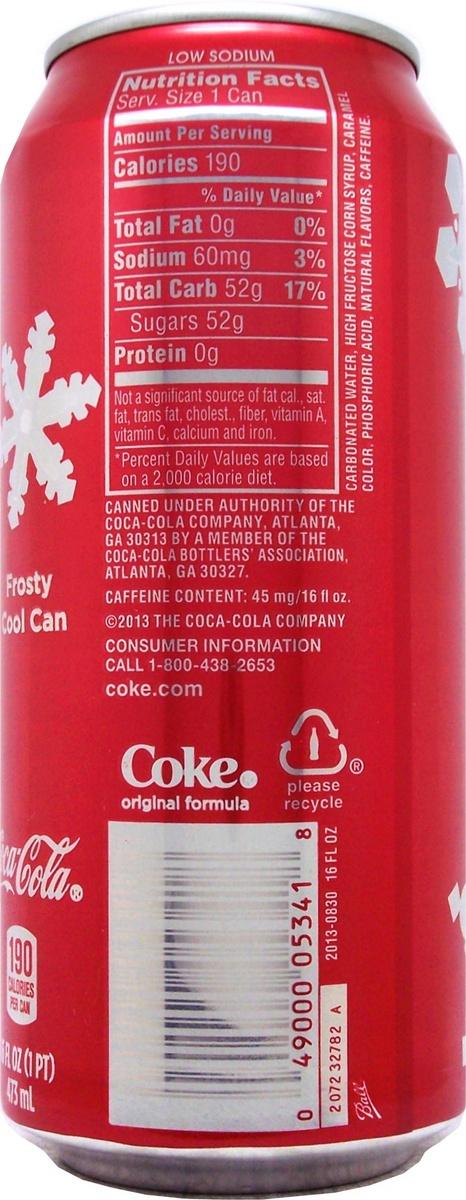 LOW SODIUM
Nutrition Facts
Serv. Size 1 Can
Amount Per Serving
Calories 190
% Daily Value*
Total Fat 0g 0%
Sodium 60mg 3%
Total Carb 52g 17%
Sugars 52g
Protein 0g
Not a significant source of fat cal., sat.
fat, trans fat, cholest., fiber, vitamin A,
vitamin C, calcium and iron.
*Percent Daily Values are based
on a 2,000 calorie diet.
CARBONATED WATER, HIGH FRUCTOSE CORN SYRUP, CARAMEL
COLOR, PHOSPHORIC ACID, NATURAL FLAVORS, CAFFEINE.
CANNED UNDER AUTHORITY OF THE
COCA-COLA COMPANY, ATLANTA,
GA 30313 BY A MEMBER OF THE
COCA-COLA BOTTLERS' ASSOCIATION,
ATLANTA, GA 30327.
CAFFEINE CONTENT: 45 mg/16 fl oz.
©2013 THE COCA-COLA COMPANY
CONSUMER INFORMATION
CALL 1-800-438-2653
coke.com
Frosty
Cool Can
Coke.
original formula
®
please
recycle
0 49000 05341 8
2013-0830 16 FL OZ
2 072 32782 A
Ball
ca-Cola®
190
CALORIES
PER CAN
6 FL OZ (1 PT)
473 mL